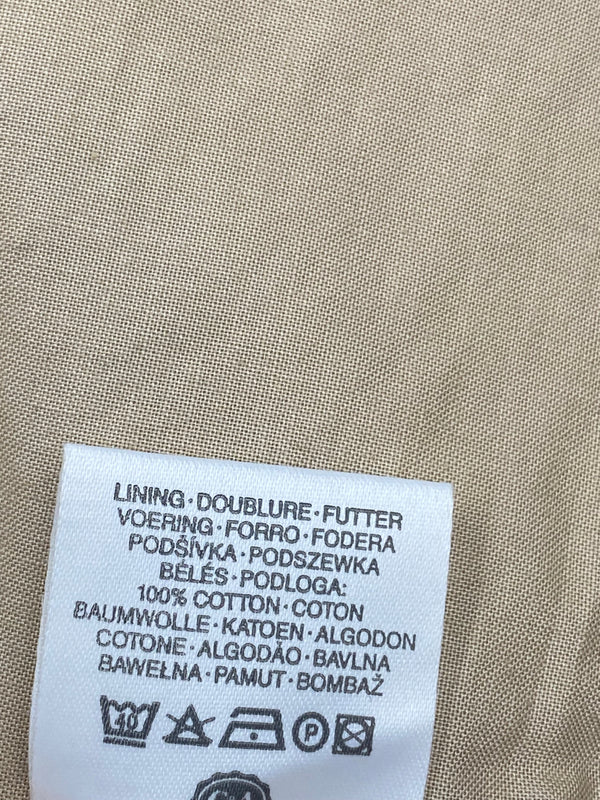 LINING·DOUBLURE·FUTTER
VOERING·FORRO·FODERA
PODŠÍVKA·PODSZEWKA
BÉLÉS·PODLOGA:
100% COTTON·COTON
BAUMWOLLE·KATOEN·ALGODON
COTONE·ALGODÃO·BAVLNA
BAWEŁNA·PAMUT·BOMBAŽ
40 P